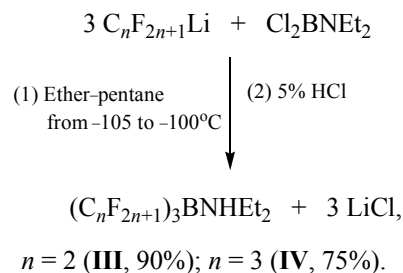 3 CₙF₂ₙ₊₁Li + Cl₂BNEt₂
(1) Ether–pentane (2) 5% HCl
from –105 to –100°C
(CₙF₂ₙ₊₁)₃BNHEt₂ + 3 LiCl,
n = 2 (III, 90%); n = 3 (IV, 75%).